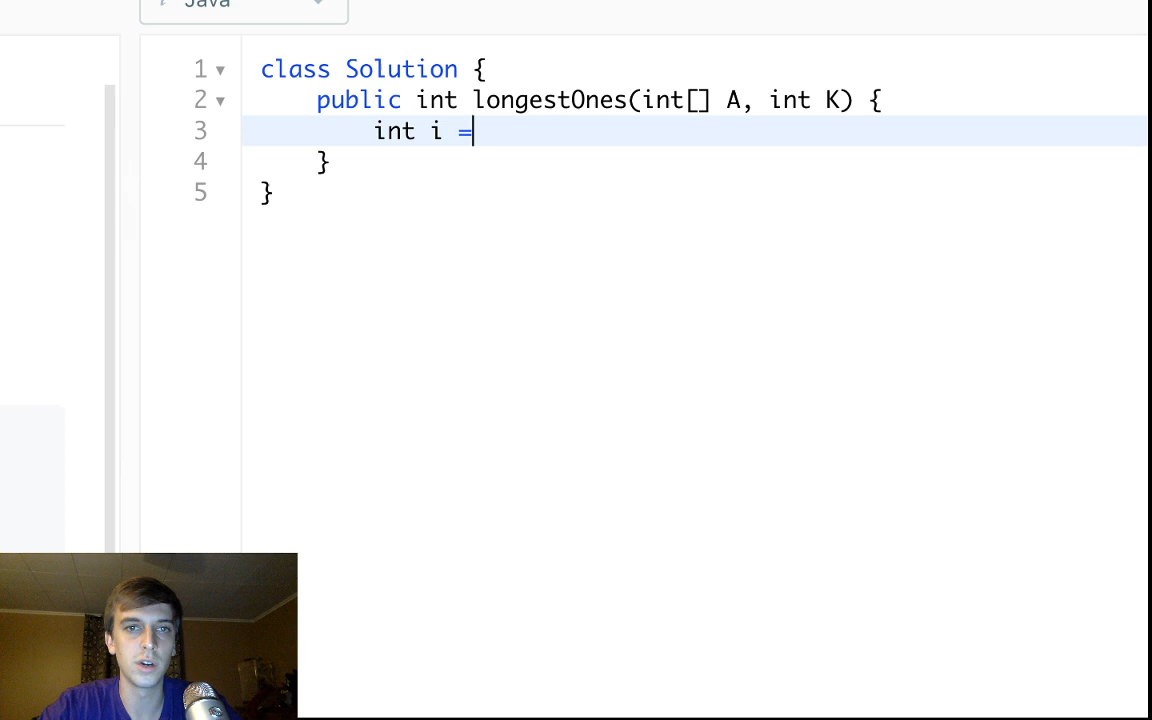 Java
1 class Solution {
2 public int longestOnes(int[] A, int K) {
3 int i =
4 }
5 }